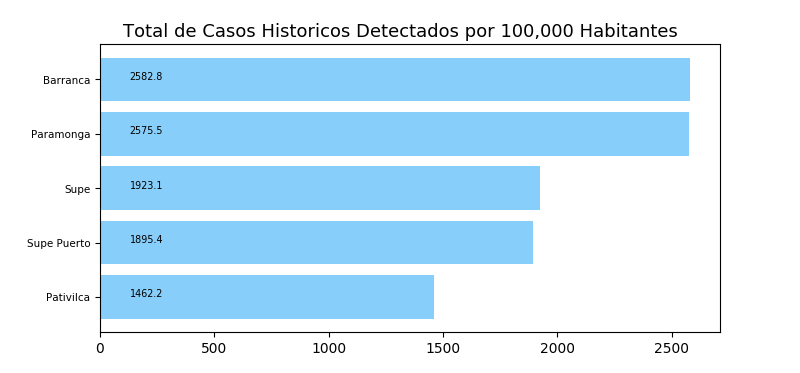 Total de Casos Historicos Detectados por 100,000 Habitantes
Barranca 2582.8
Paramonga 2575.5
Supe 1923.1
Supe Puerto 1895.4
Pativilca 1462.2
0 500 1000 1500 2000 2500